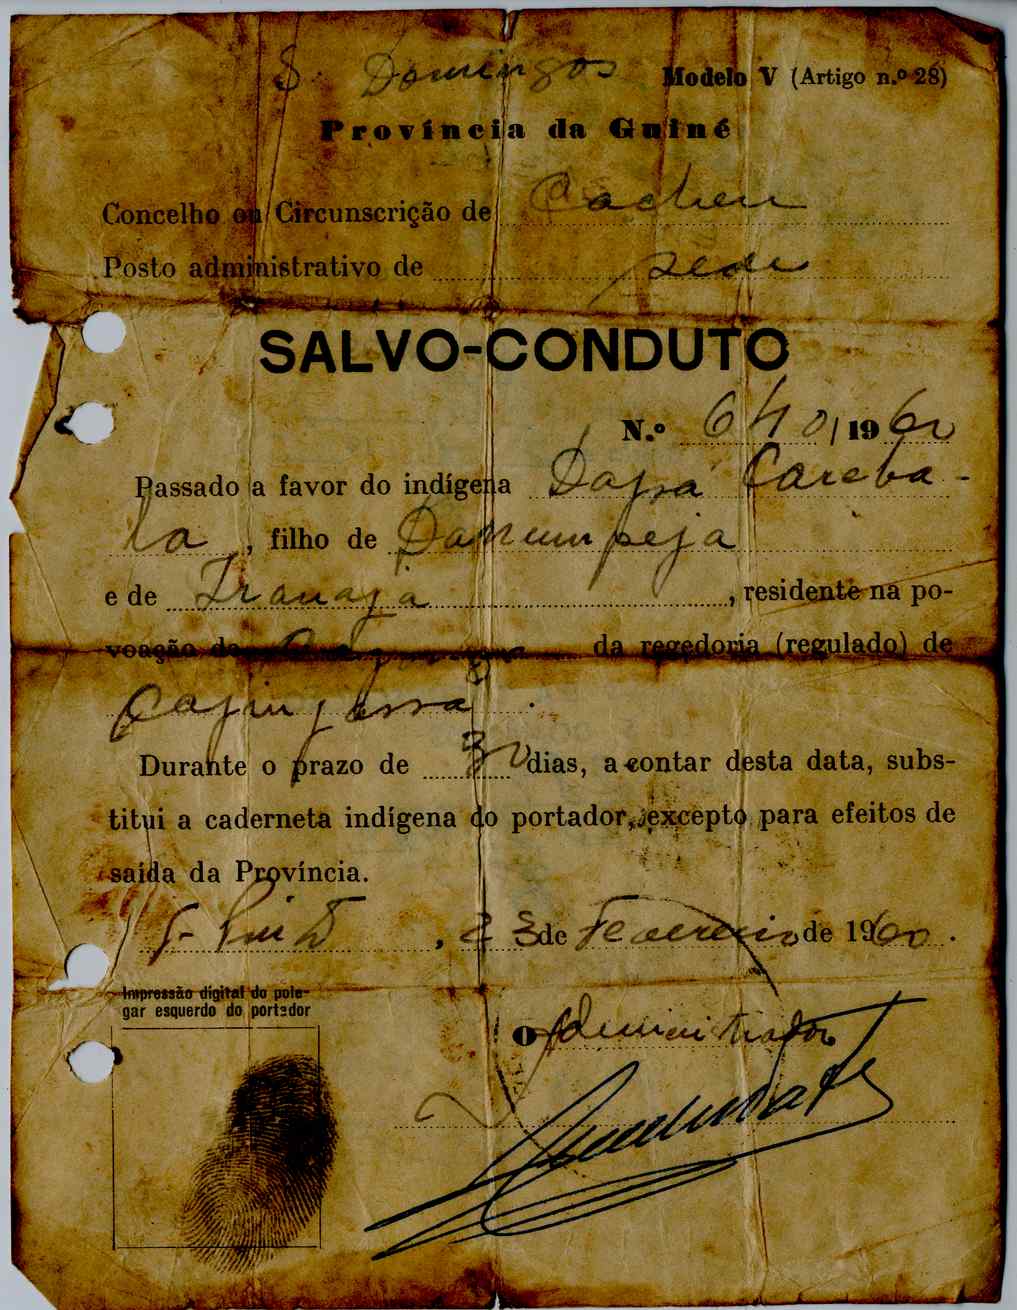 S. Domingos Modelo V (Artigo n.º 28)
Província da Guiné
Concelho ou Circunscrição de Cacheu
Posto administrativo de sede
SALVO-CONDUTO
N.º 640/1960
Passado a favor do indígena Dafá Careba-
la, filho de
e de , residente na po-
voação de da regedoria (regulado) de
Durante o prazo de 30 dias, a contar desta data, subs-
titui a caderneta indígena do portador, excepto para efeitos de
saída da Província.
, 23 de Fevereiro de 1960.
Impressão digital do pole-
gar esquerdo do portador
O Administrador